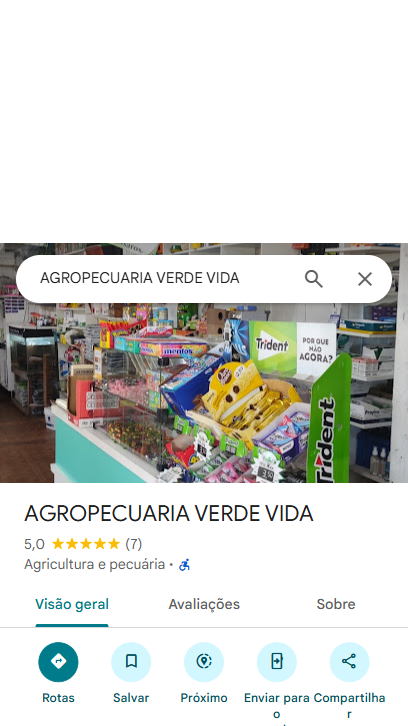 AGROPECUARIA VERDE VIDA
Trident
POR QUE
NÃO
AGORA?
mentos
Trident
AGROPECUARIA VERDE VIDA
5,0 (7)
Agricultura e pecuária •
Visão geral
Avaliações
Sobre
Rotas
Salvar
Próximo
Enviar para o
Compartilhar